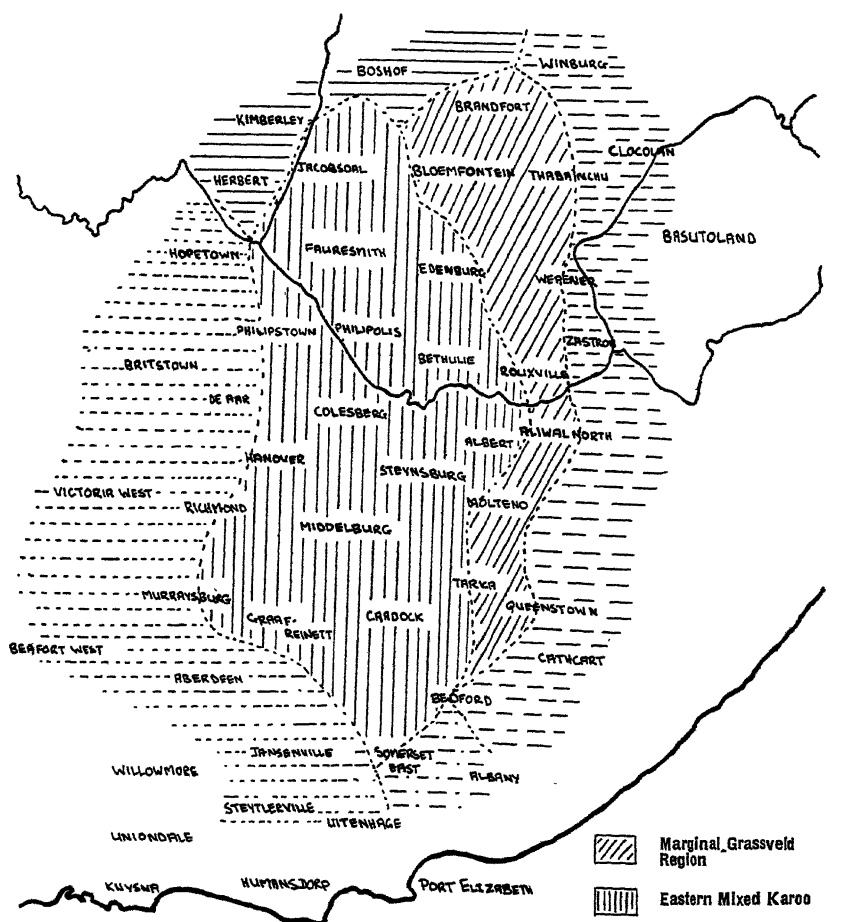 WINBURG
BOSHOF
BRANDFORT
KIMBERLEY
CLOCOLAN
JACOBSDAL
BLOEMFONTEIN
THABANCHU
HERBERT
BASUTOLAND
HOPETOWN
FAURESMITH
EDENBURG
WEPENER
PHILIPSTOWN
PHILIPOLIS
ZASTRON
BETHULIE
BRITSTOWN
ROUXVILLE
DE AAR
COLESBERG
ALIWAL NORTH
ALBERT
HANOVER
STEYNSBURG
VICTORIA WEST
RICHMOND
MOLTENO
MIDDELBURG
TARKA
MURRAYSBURG
QUEENSTOWN
GRAAF-
REINETT
CRADOCK
BEAFORT WEST
CATHCART
ABERDEEN
BEDFORD
JANSENVILLE
SOMERSET
EAST
WILLOWMORE
ALBANY
STEYTLERVILLE
UITENHAGE
UNIONDALE
KUYSNA
HUMANSDORP
PORT ELIZABETH
Marginal Grassveld
Region
Eastern Mixed Karoo